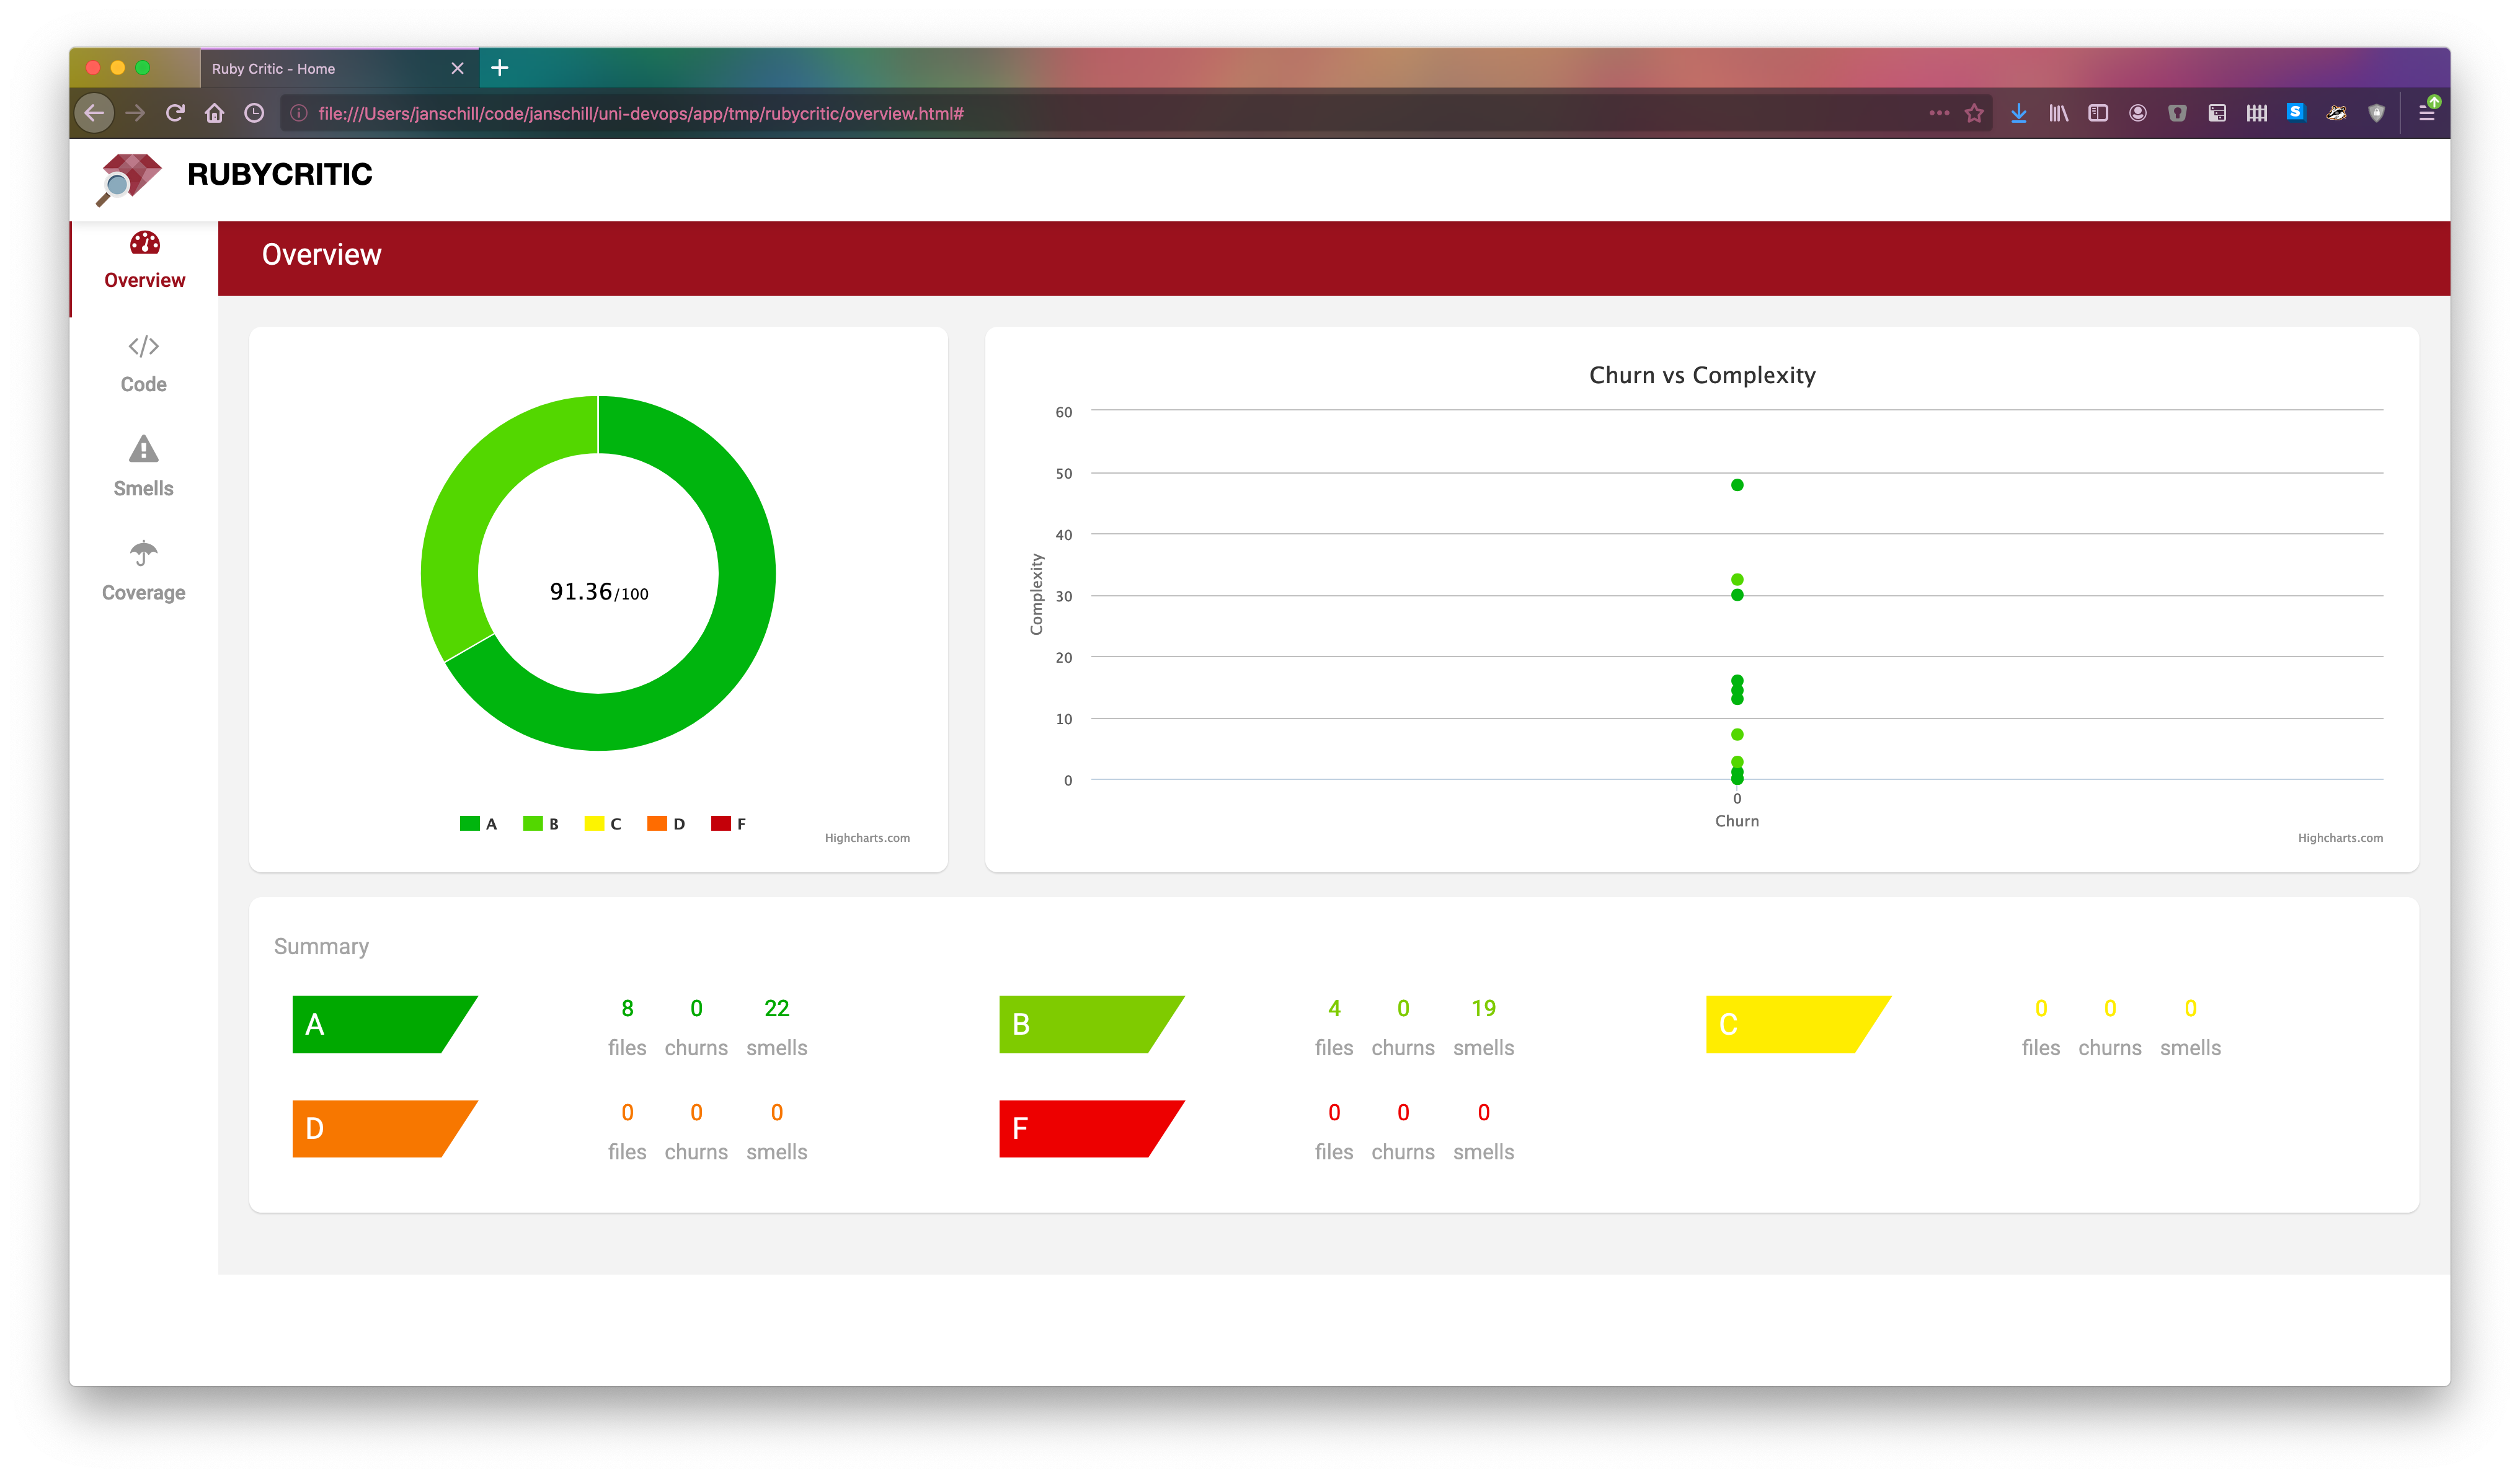 Ruby Critic - Home
file:///Users/janschill/code/janschill/uni-devops/app/tmp/rubycritic/overview.html#
S
RUBYCRITIC
Overview
Code
Smells
Coverage
Overview
91.36/100
A B C D F
Highcharts.com
Churn vs Complexity
60
50
40
30
20
10
0
Complexity
0
Churn
Highcharts.com
Summary
A
8 0 22
files churns smells
B
4 0 19
files churns smells
C
0 0 0
files churns smells
D
0 0 0
files churns smells
F
0 0 0
files churns smells